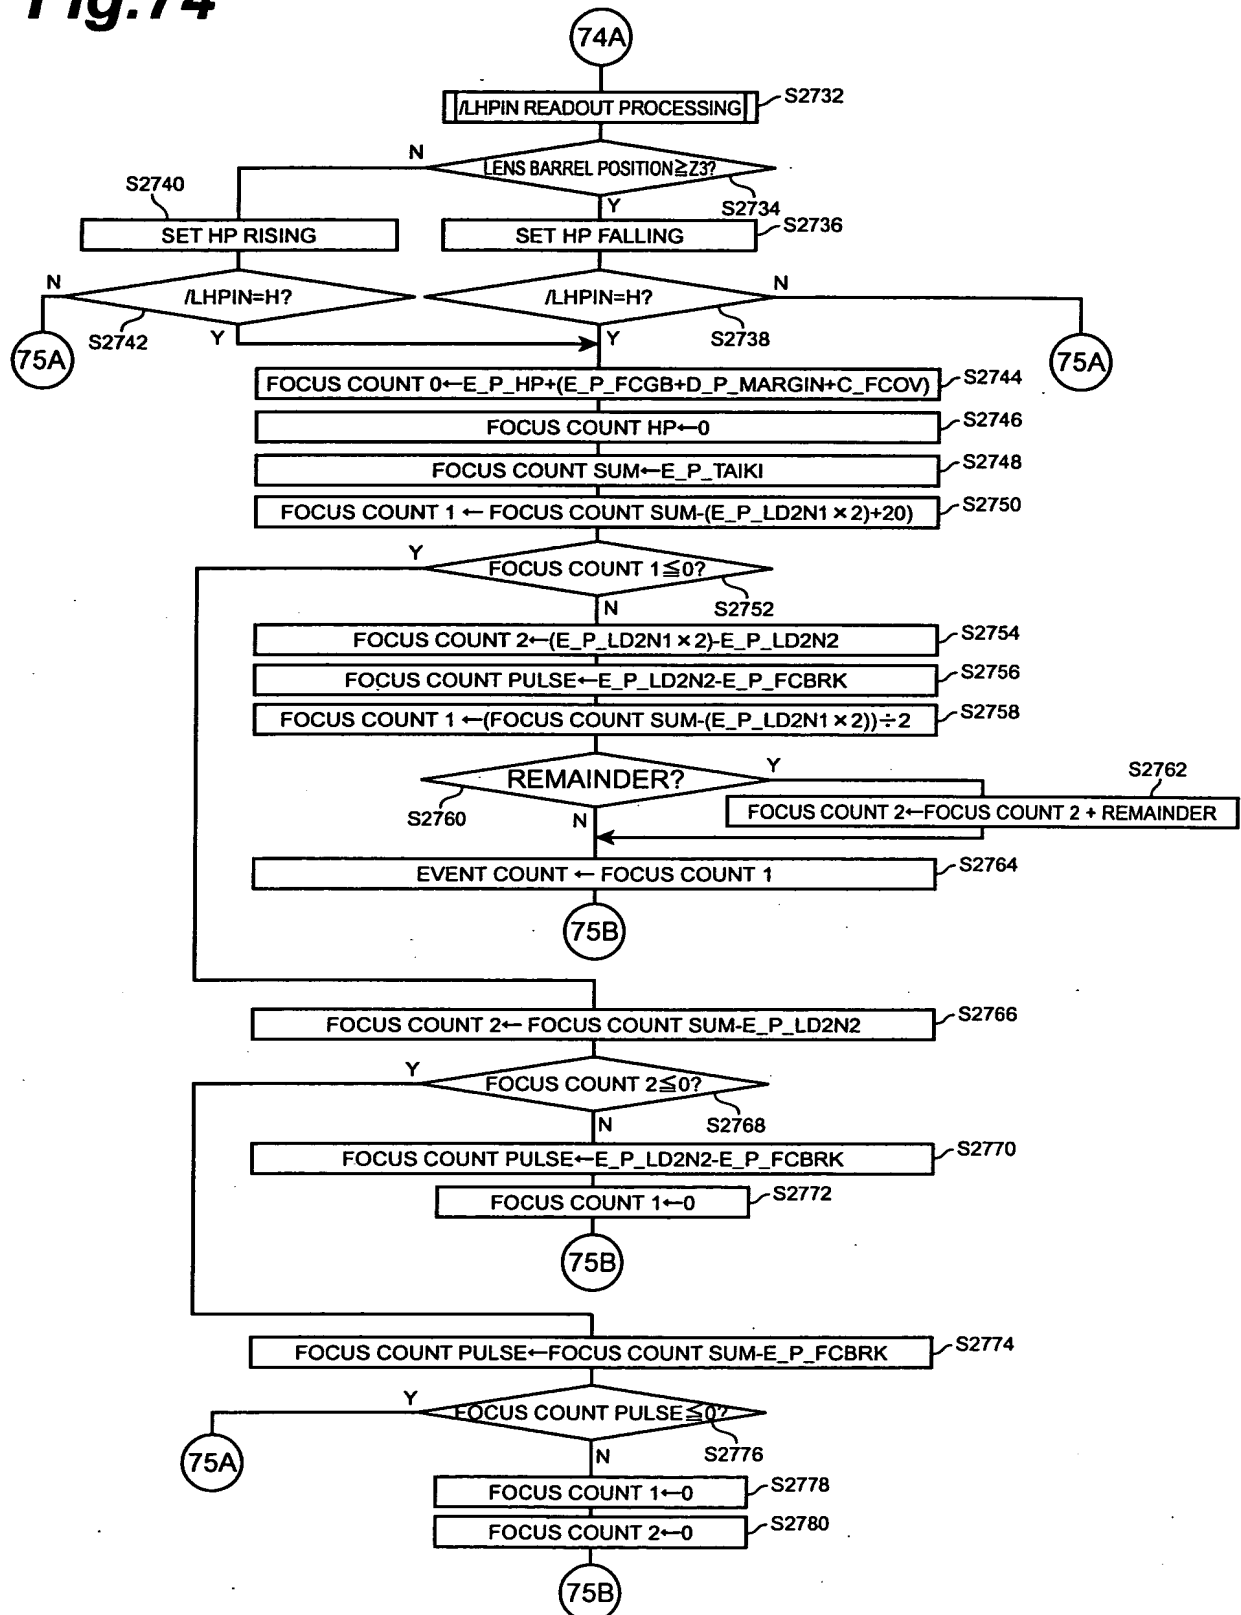 Fig.74
74A
/LHPIN READOUT PROCESSING
S2732
N
LENS BARREL POSITION≧Z3?
S2734
Y
S2740
SET HP RISING
SET HP FALLING
S2736
N
/LHPIN=H?
S2742
Y
/LHPIN=H?
S2738
N
Y
75A
75A
FOCUS COUNT 0←E_P_HP+(E_P_FCGB+D_P_MARGIN+C_FCOV)
S2744
FOCUS COUNT HP←0
S2746
FOCUS COUNT SUM←E_P_TAIKI
S2748
FOCUS COUNT 1 ← FOCUS COUNT SUM-(E_P_LD2N1×2)+20)
S2750
Y
FOCUS COUNT 1≦0?
S2752
N
FOCUS COUNT 2←(E_P_LD2N1×2)-E_P_LD2N2
S2754
FOCUS COUNT PULSE←E_P_LD2N2-E_P_FCBRK
S2756
FOCUS COUNT 1 ←(FOCUS COUNT SUM-(E_P_LD2N1×2))÷2
S2758
REMAINDER?
Y
S2760
N
S2762
FOCUS COUNT 2←FOCUS COUNT 2 + REMAINDER
EVENT COUNT ← FOCUS COUNT 1
S2764
75B
FOCUS COUNT 2← FOCUS COUNT SUM-E_P_LD2N2
S2766
Y
FOCUS COUNT 2≦0?
S2768
N
FOCUS COUNT PULSE←E_P_LD2N2-E_P_FCBRK
S2770
FOCUS COUNT 1←0
S2772
75B
FOCUS COUNT PULSE←FOCUS COUNT SUM-E_P_FCBRK
S2774
Y
FOCUS COUNT PULSE≦0?
S2776
75A
N
FOCUS COUNT 1←0
S2778
FOCUS COUNT 2←0
S2780
75B